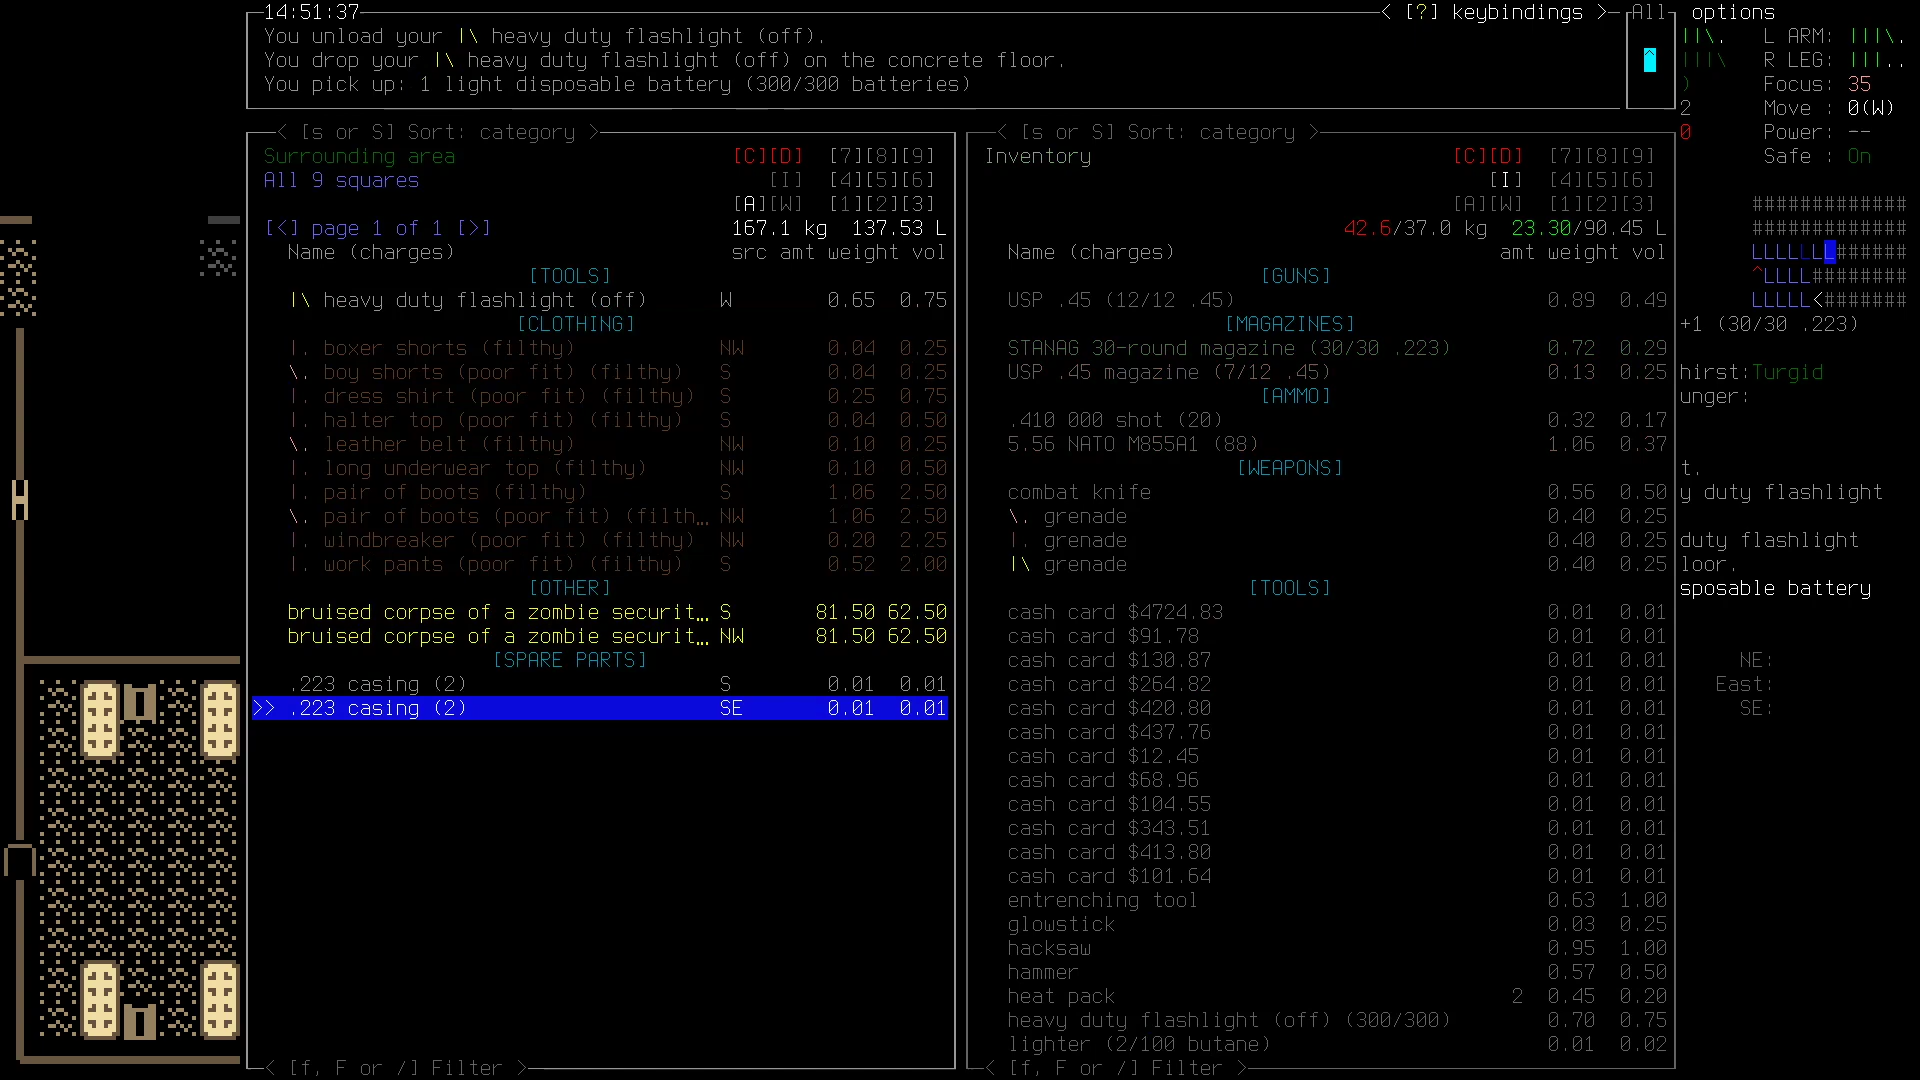 14:51:37 < [?] keybindings > All options
You unload your |\ heavy duty flashlight (off).
You drop your |\ heavy duty flashlight (off) on the concrete floor.
You pick up: 1 light disposable battery (300/300 batteries)
||\. L ARM: |||\.
|||\ R LEG: |||..
) Focus: 35
2 Move : 0(W)
0 Power: --
Safe : On
< [s or S] Sort: category >
Surrounding area [C][D] [7][8][9]
All 9 squares [I] [4][5][6]
[A][W] [1][2][3]
[<] page 1 of 1 [>] 167.1 kg 137.53 L
Name (charges) src amt weight vol
[TOOLS]
|\ heavy duty flashlight (off) W 0.65 0.75
[CLOTHING]
|. boxer shorts (filthy) NW 0.04 0.25
\. boy shorts (poor fit) (filthy) S 0.04 0.25
|. dress shirt (poor fit) (filthy) S 0.25 0.75
|. halter top (poor fit) (filthy) S 0.04 0.50
\. leather belt (filthy) NW 0.10 0.25
|. long underwear top (filthy) NW 0.10 0.50
|. pair of boots (filthy) S 1.06 2.50
\. pair of boots (poor fit) (filth… NW 1.06 2.50
|. windbreaker (poor fit) (filthy) NW 0.20 2.25
|. work pants (poor fit) (filthy) S 0.52 2.00
[OTHER]
bruised corpse of a zombie securit… S 81.50 62.50
bruised corpse of a zombie securit… NW 81.50 62.50
[SPARE PARTS]
.223 casing (2) S 0.01 0.01
>> .223 casing (2) SE 0.01 0.01
< [f, F or /] Filter >
< [s or S] Sort: category >
Inventory [C][D] [7][8][9]
[I] [4][5][6]
[A][W] [1][2][3]
42.6/37.0 kg 23.30/90.45 L
Name (charges) amt weight vol
[GUNS]
USP .45 (12/12 .45) 0.89 0.49
[MAGAZINES]
STANAG 30-round magazine (30/30 .223) 0.72 0.29
USP .45 magazine (7/12 .45) 0.13 0.25
[AMMO]
.410 000 shot (20) 0.32 0.17
5.56 NATO M855A1 (88) 1.06 0.37
[WEAPONS]
combat knife 0.56 0.50
\. grenade 0.40 0.25
|. grenade 0.40 0.25
|\ grenade 0.40 0.25
[TOOLS]
cash card $4724.83 0.01 0.01
cash card $91.78 0.01 0.01
cash card $130.87 0.01 0.01
cash card $264.82 0.01 0.01
cash card $420.80 0.01 0.01
cash card $437.76 0.01 0.01
cash card $12.45 0.01 0.01
cash card $68.96 0.01 0.01
cash card $104.55 0.01 0.01
cash card $343.51 0.01 0.01
cash card $413.80 0.01 0.01
cash card $101.64 0.01 0.01
entrenching tool 0.63 1.00
glowstick 0.03 0.25
hacksaw 0.95 1.00
hammer 0.57 0.50
heat pack 2 0.45 0.20
heavy duty flashlight (off) (300/300) 0.70 0.75
lighter (2/100 butane) 0.01 0.02
< [f, F or /] Filter >
#############
#############
LLLLLLL######
^LLLL########
LLLLL<#######
+1 (30/30 .223)
hirst:Turgid
unger:
t.
y duty flashlight
duty flashlight
loor.
sposable battery
NE:
East:
SE: